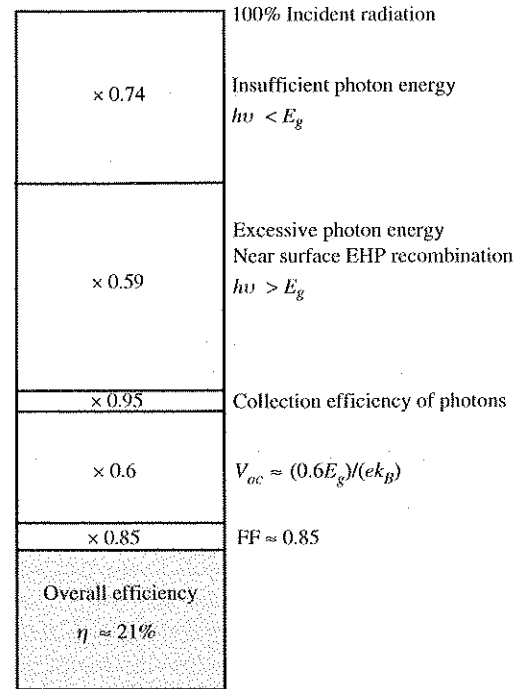 100% Incident radiation
× 0.74
Insufficient photon energy
hυ < E_g
Excessive photon energy
Near surface EHP recombination
× 0.59
hυ > E_g
× 0.95
Collection efficiency of photons
× 0.6
V_oc ≈ (0.6E_g)/(ek_B)
× 0.85
FF ≈ 0.85
Overall efficiency
η ≈ 21%